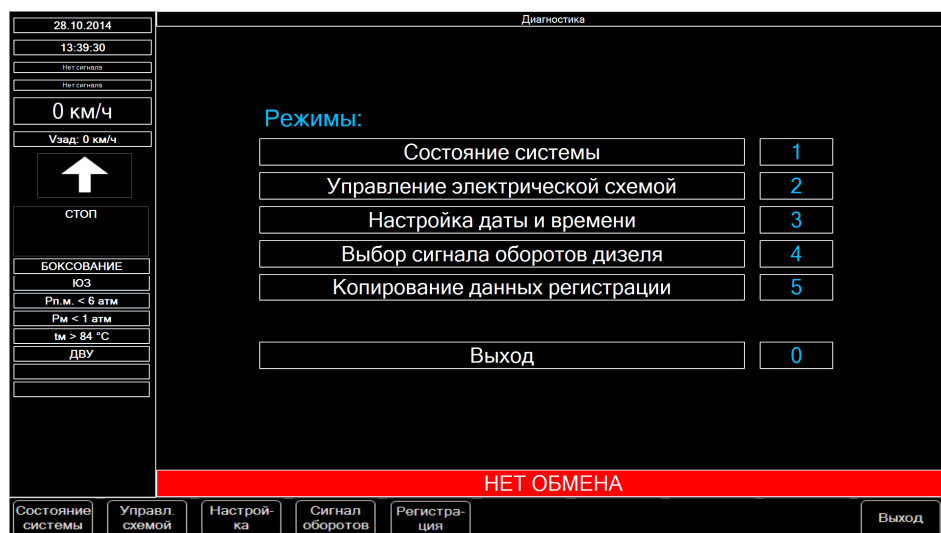 28.10.2014
13:39:30
Нет сигнала
Нет сигнала
0 км/ч
Vзад: 0 км/ч
СТОП
БОКСОВАНИЕ
ЮЗ
Рп.м. < 6 атм
Рм < 1 атм
tм > 84 °C
ДВУ
Диагностика
Режимы:
Состояние системы 1
Управление электрической схемой 2
Настройка даты и времени 3
Выбор сигнала оборотов дизеля 4
Копирование данных регистрации 5
Выход 0
НЕТ ОБМЕНА
Состояние системы
Управл. схемой
Настрой-
ка
Сигнал оборотов
Регистра-
ция
Выход